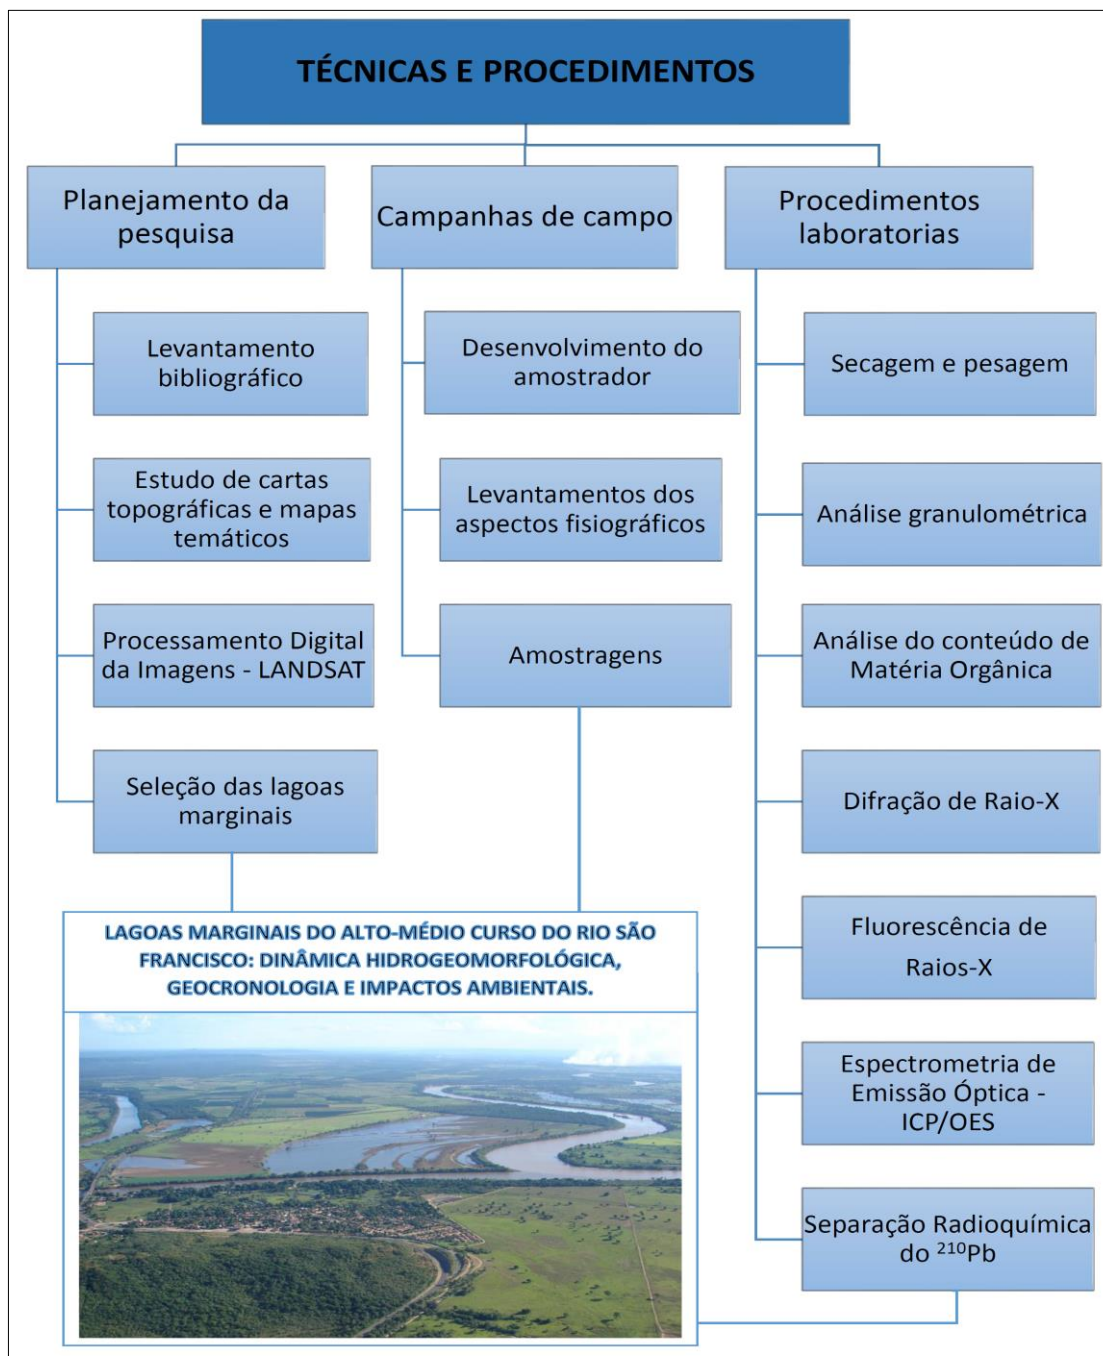 TÉCNICAS E PROCEDIMENTOS
Planejamento da
pesquisa
Levantamento
bibliográfico
Estudo de cartas
topográficas e mapas
temáticos
Processamento Digital
da Imagens - LANDSAT
Seleção das lagoas
marginais
Campanhas de campo
Desenvolvimento do
amostrador
Levantamentos dos
aspectos fisiográficos
Amostragens
Procedimentos
laboratorias
Secagem e pesagem
Análise granulométrica
Análise do conteúdo de
Matéria Orgânica
Difração de Raio-X
Fluorescência de
Raios-X
Espectrometria de
Emissão Óptica -
ICP/OES
Separação Radioquímica
do ²¹⁰Pb
LAGOAS MARGINAIS DO ALTO-MÉDIO CURSO DO RIO SÃO
FRANCISCO: DINÂMICA HIDROGEOMORFOLÓGICA,
GEOCRONOLOGIA E IMPACTOS AMBIENTAIS.